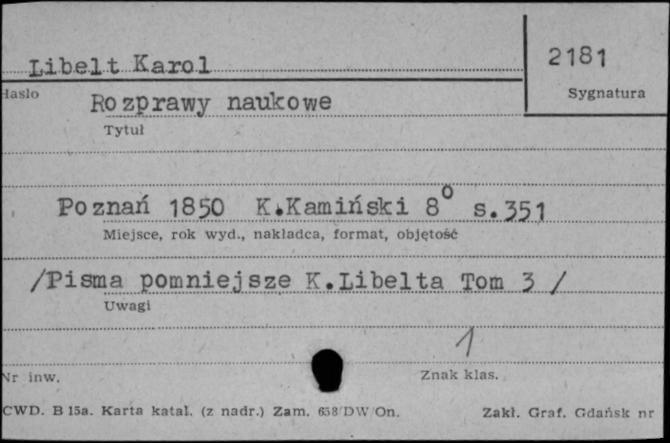 Libelt Karol
2181
Hasło
Sygnatura
Rozprawy naukowe
Tytuł
Poznań 1850 K.Kamiński 8° s.351
Miejsce, rok wyd., nakładca, format, objętość
/Pisma pomniejsze K.Libelta Tom 3 /
Uwagi
1
Nr inw.
Znak klas.
CWD. B 15a. Karta katal. (z nadr.) Zam. 658/DW/On.
Zakł. Graf. Gdańsk nr